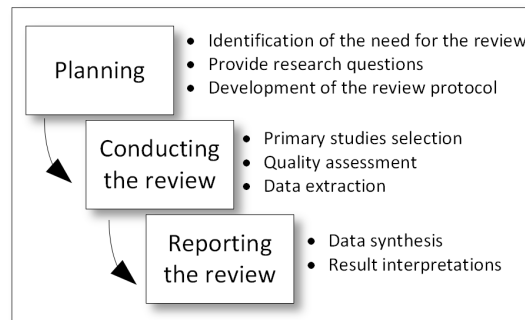 Planning
• Identification of the need for the review
• Provide research questions
• Development of the review protocol
Conducting
the review
• Primary studies selection
• Quality assessment
• Data extraction
Reporting
the review
• Data synthesis
• Result interpretations